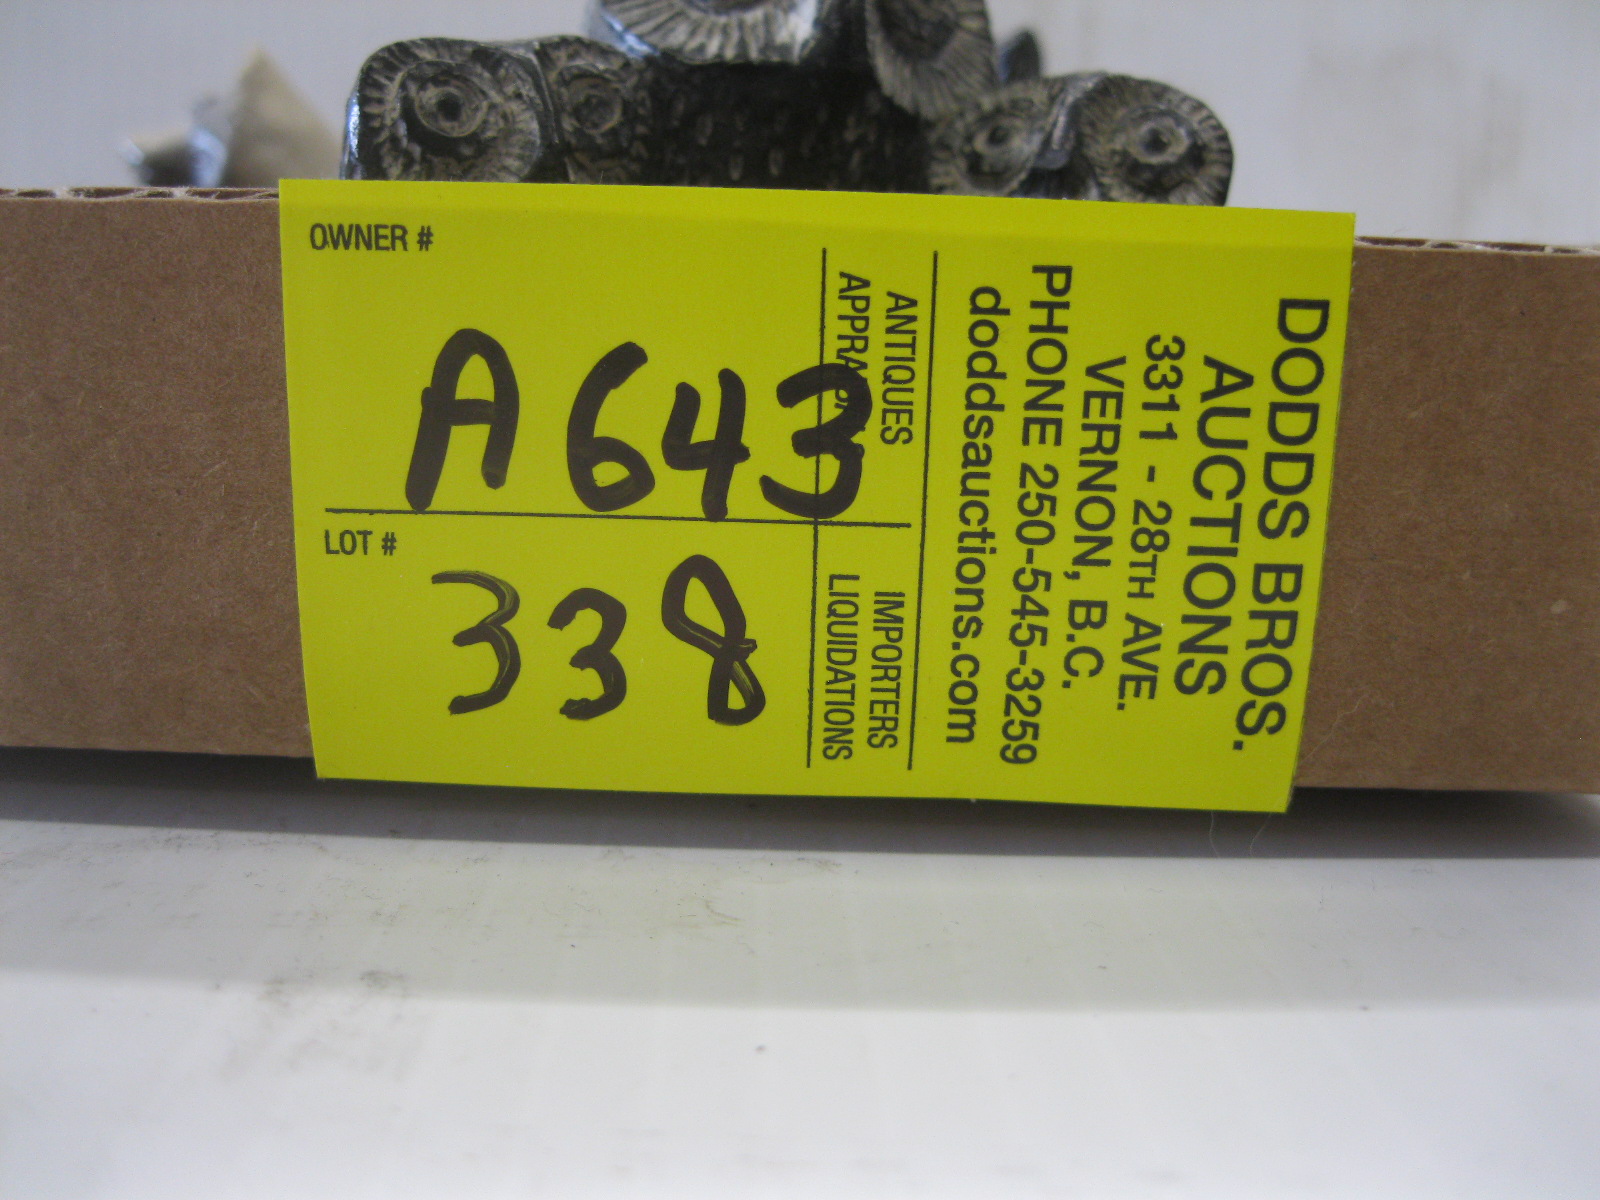 OWNER #
A643
LOT #
338
DODDS BROS.
AUCTIONS
3311 - 28TH AVE.
VERNON, B.C.
PHONE 250-545-3259
doddsauctions.com
ANTIQUES
IMPORTERS
LIQUIDATIONS